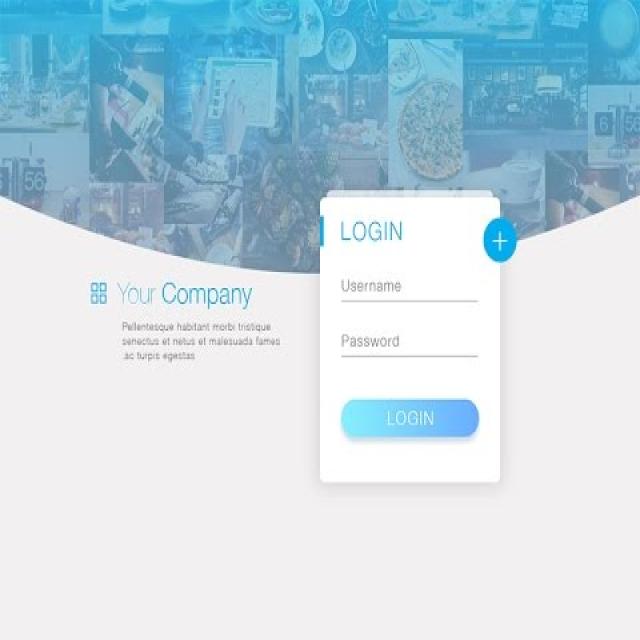 Your Company
Pellentesque habitant morbi tristique
senectus et netus et malesuada fames
.ac turpis egestas
LOGIN
+
Username
Password
LOGIN